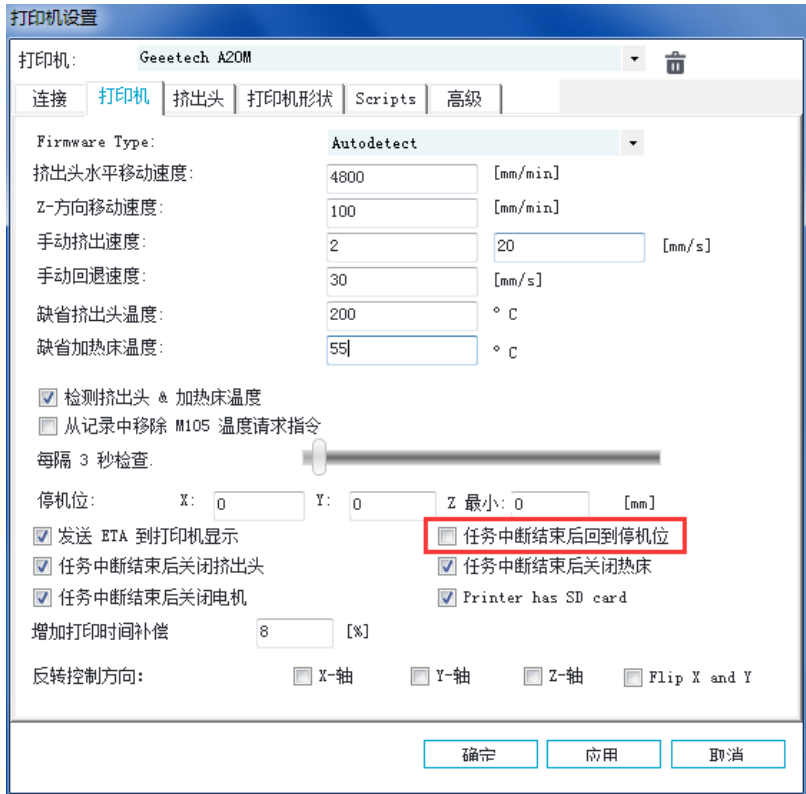 打印机设置
打印机: Geeetech A20M
连接 打印机 挤出头 打印机形状 Scripts 高级
Firmware Type: Autodetect
挤出头水平移动速度: 4800 [mm/min]
Z-方向移动速度: 100 [mm/min]
手动挤出速度: 2 20 [mm/s]
手动回退速度: 30 [mm/s]
缺省挤出头温度: 200 ° C
缺省加热床温度: 55 ° C
检测挤出头 & 加热床温度
从记录中移除 M105 温度请求指令
每隔 3 秒检查.
停机位: X: 0 Y: 0 Z 最小: 0 [mm]
发送 ETA 到打印机显示 任务中断结束后回到停机位
任务中断结束后关闭挤出头 任务中断结束后关闭热床
任务中断结束后关闭电机 Printer has SD card
增加打印时间补偿 8 [%]
反转控制方向: X-轴 Y-轴 Z-轴 Flip X and Y
确定 应用 取消